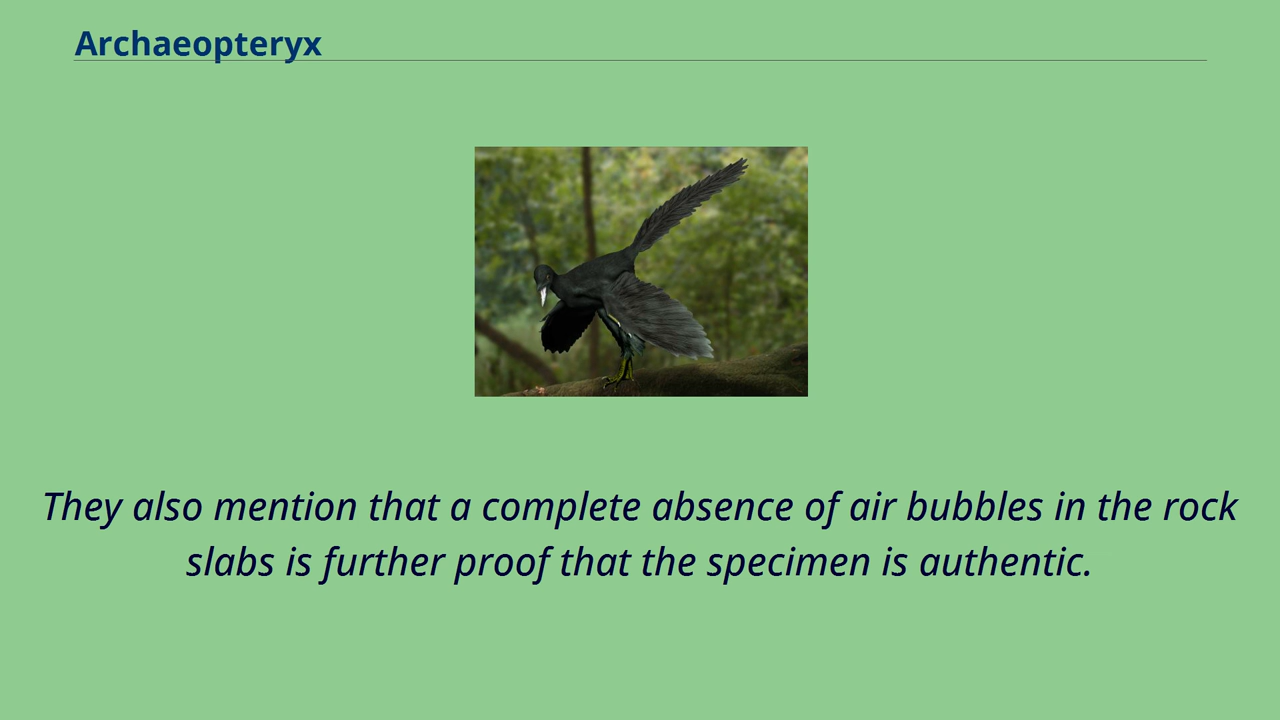 Archaeopteryx
They also mention that a complete absence of air bubbles in the rock
slabs is further proof that the specimen is authentic.